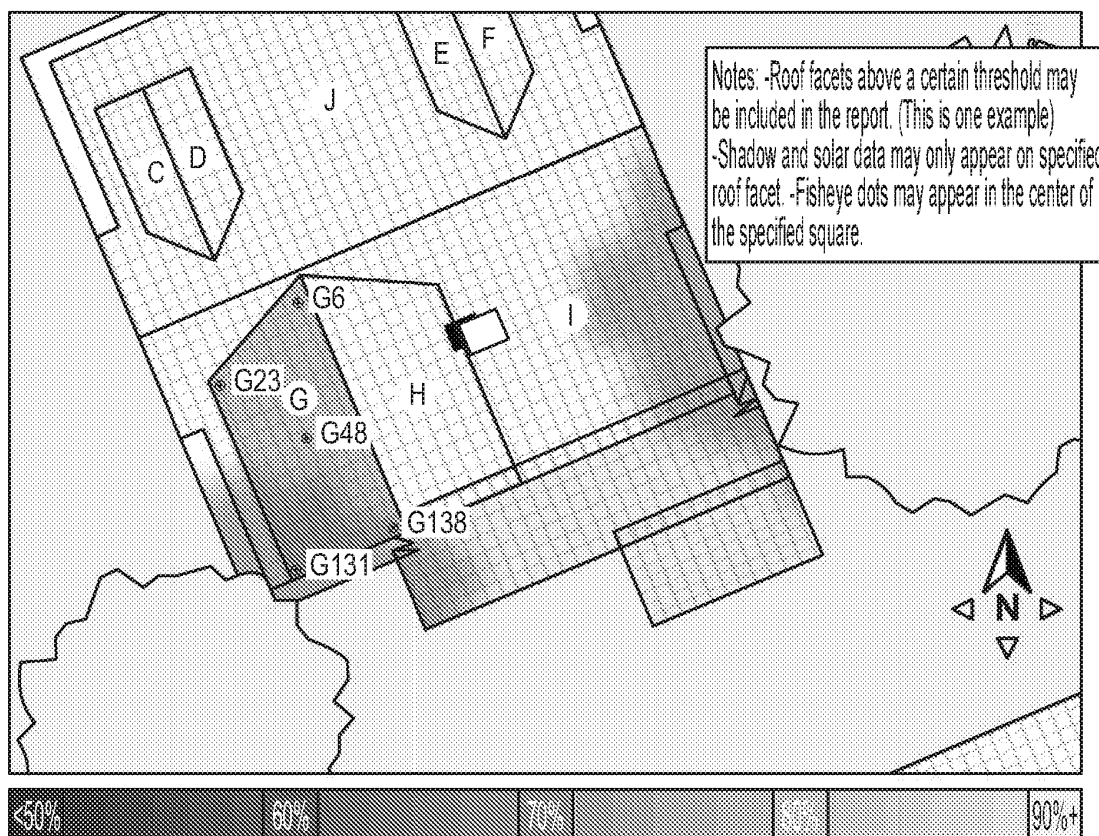 E
F
J
Notes: -Roof facets above a certain threshold may
be included in the report. (This is one example)
-Shadow and solar data may only appear on specified
roof facet. -Fisheye dots may appear in the center of
the specified square.
C
D
G6
I
G23
G
H
G48
G138
G131
N
<50%
60%
70%
80%
90%+